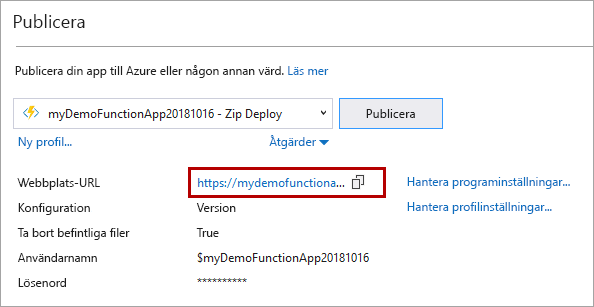 Publicera
Publicera din app till Azure eller någon annan värd. Läs mer
myDemoFunctionApp20181016 - Zip Deploy
Publicera
Ny profil...
Åtgärder
Webbplats-URL https://mydemofunctiona... Hantera programinställningar...
Konfiguration Version Hantera profilinställningar...
Ta bort befintliga filer True
Användarnamn $myDemoFunctionApp20181016
Lösenord **********